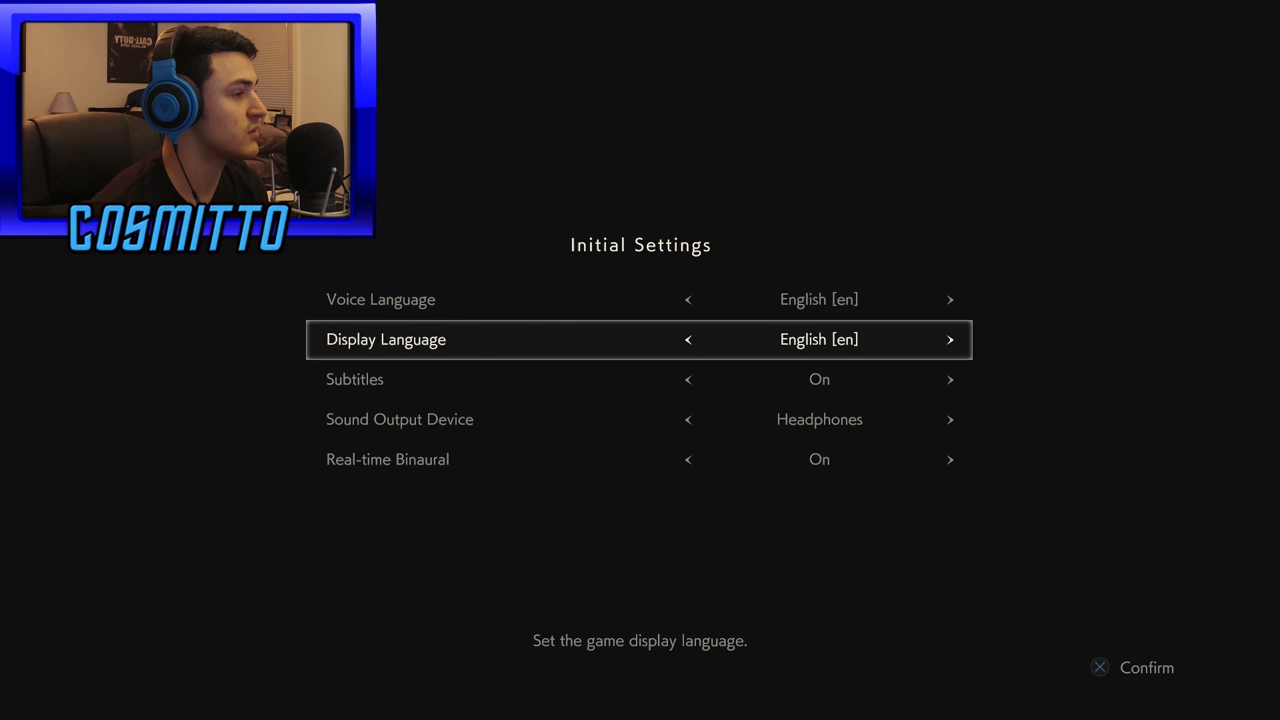 COSMITTO
Initial Settings
Voice Language < English [en] >
Display Language < English [en] >
Subtitles < On >
Sound Output Device < Headphones >
Real-time Binaural < On >
Set the game display language.
Confirm